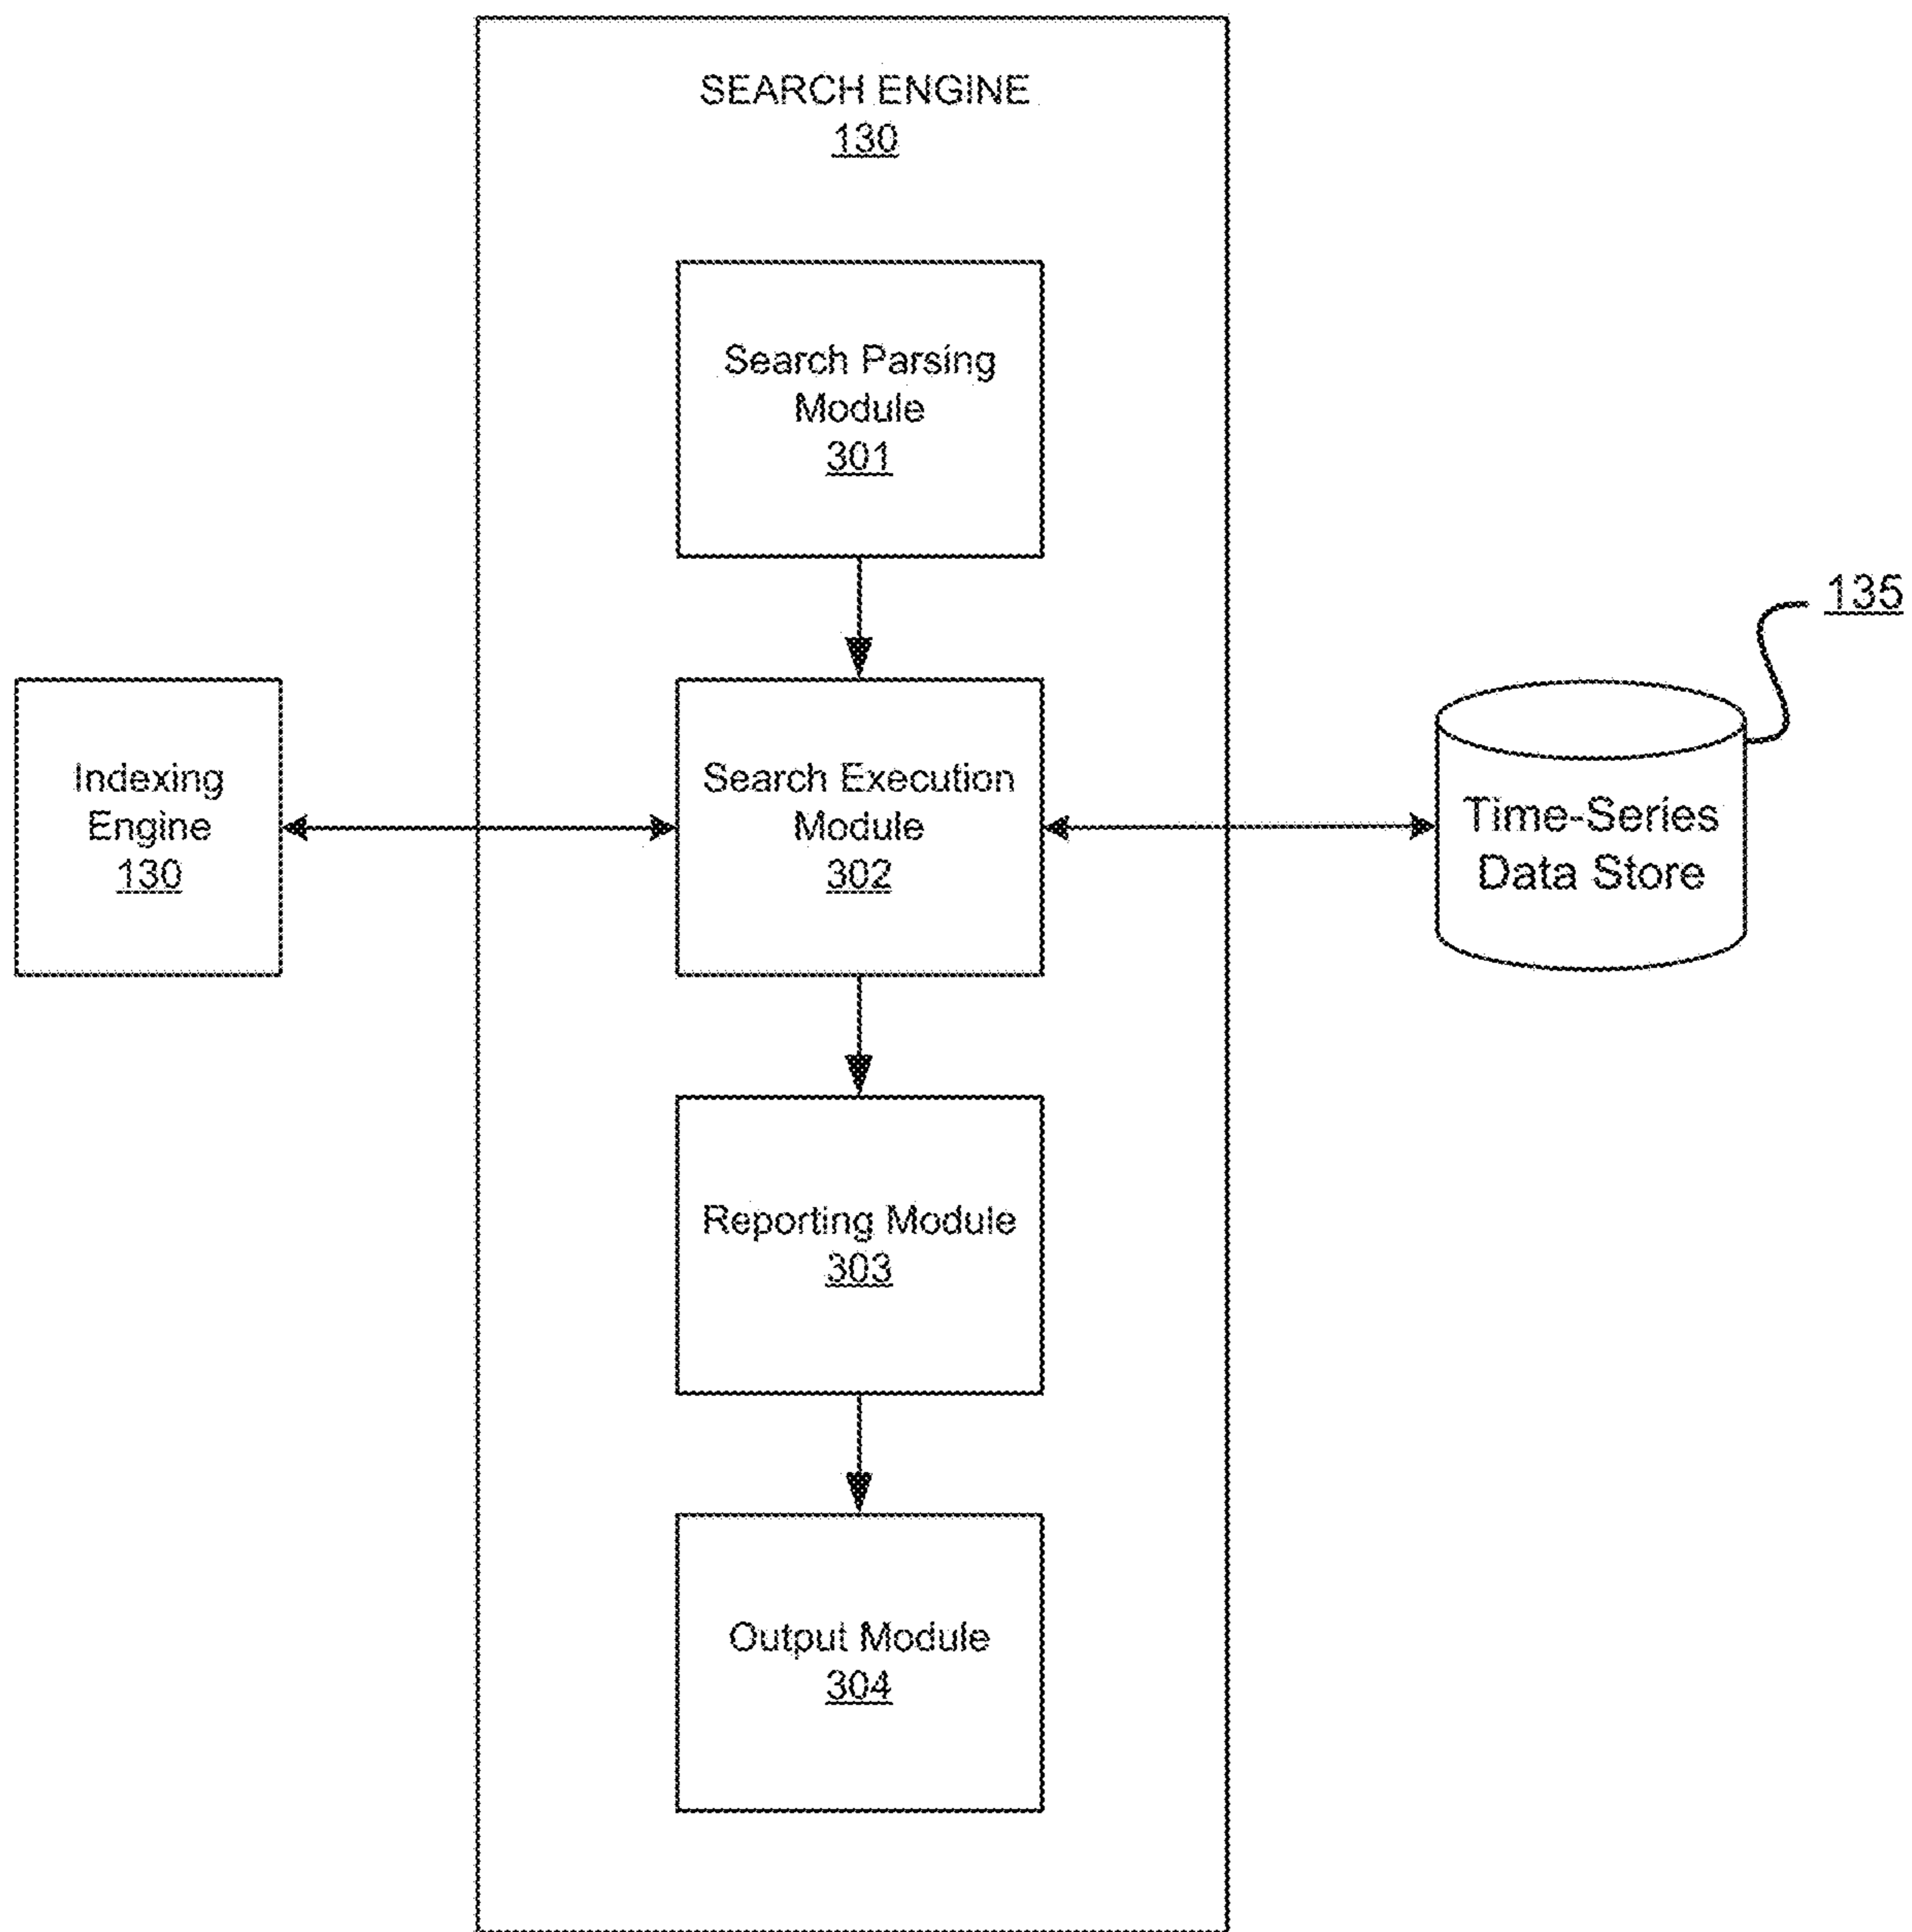 SEARCH ENGINE
130
Search Parsing
Module
301
135
Indexing
Engine
130
Search Execution
Module
302
Time-Series
Data Store
Reporting Module
303
Output Module
304